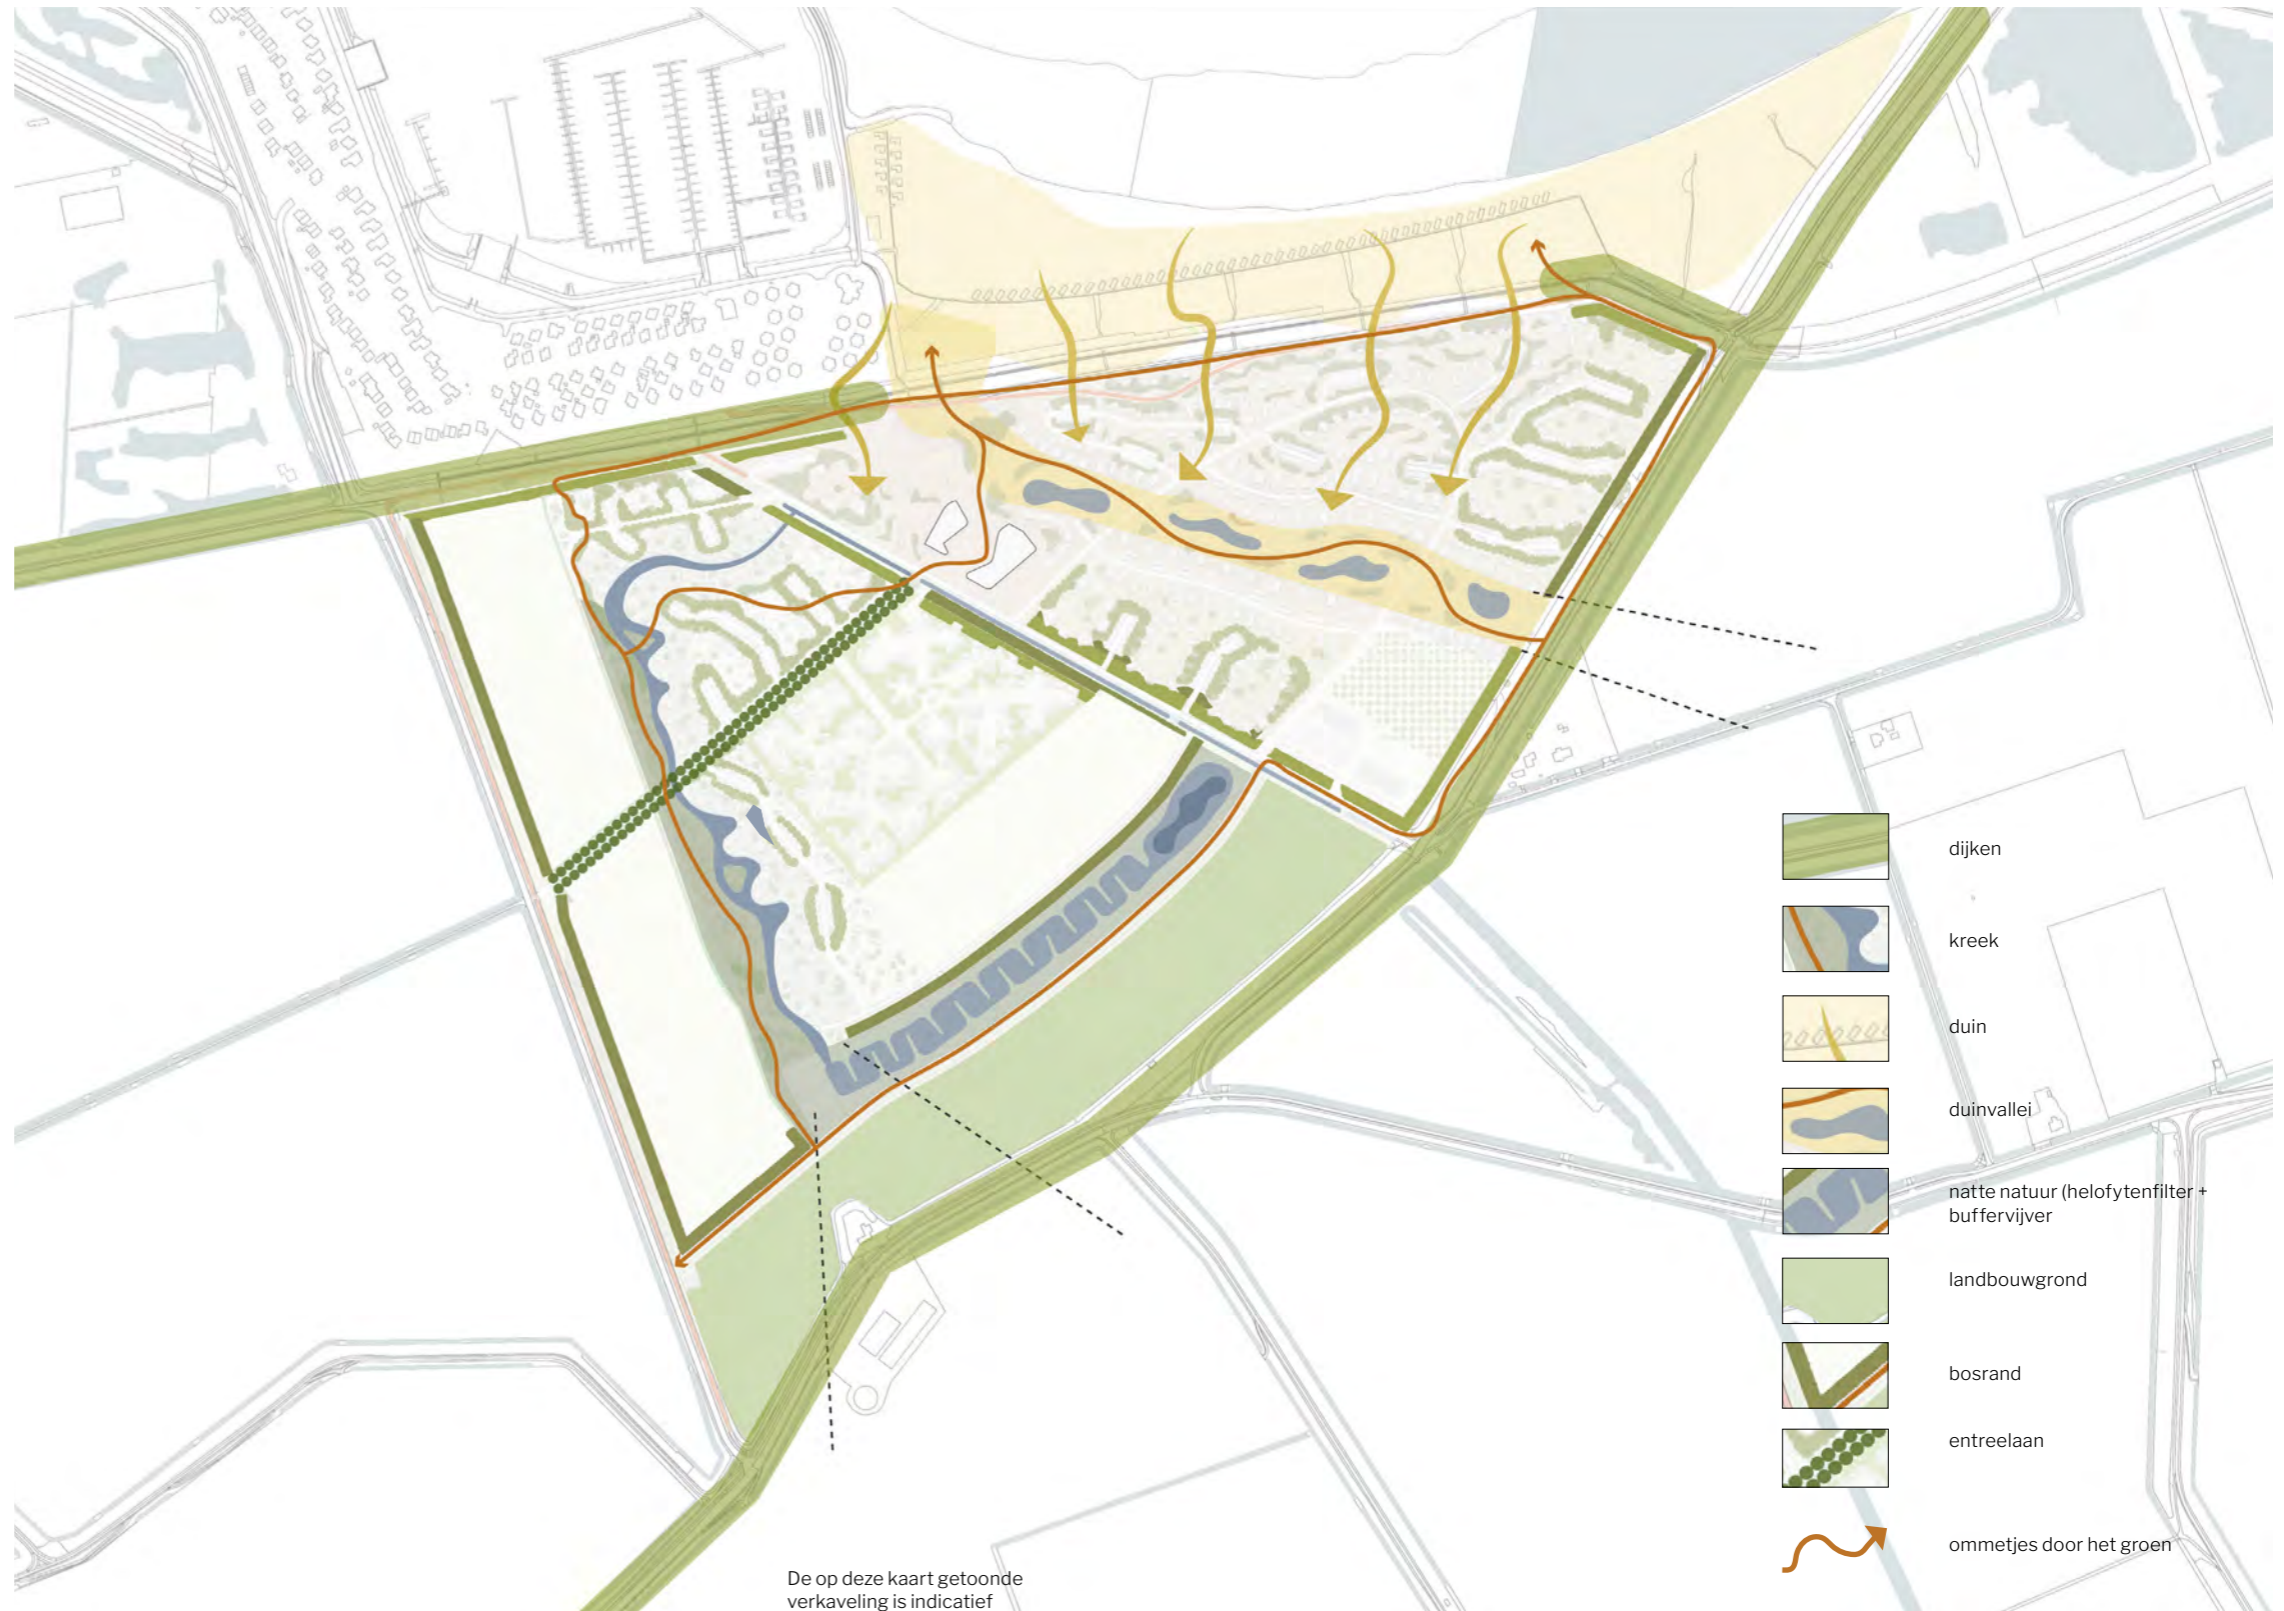 dijken
kreek
duin
duinvallei
natte natuur (helofytenfilter +
buffervijver
landbouwgrond
bosrand
entreelaan
ommetjes door het groen
De op deze kaart getoonde
verkaveling is indicatief